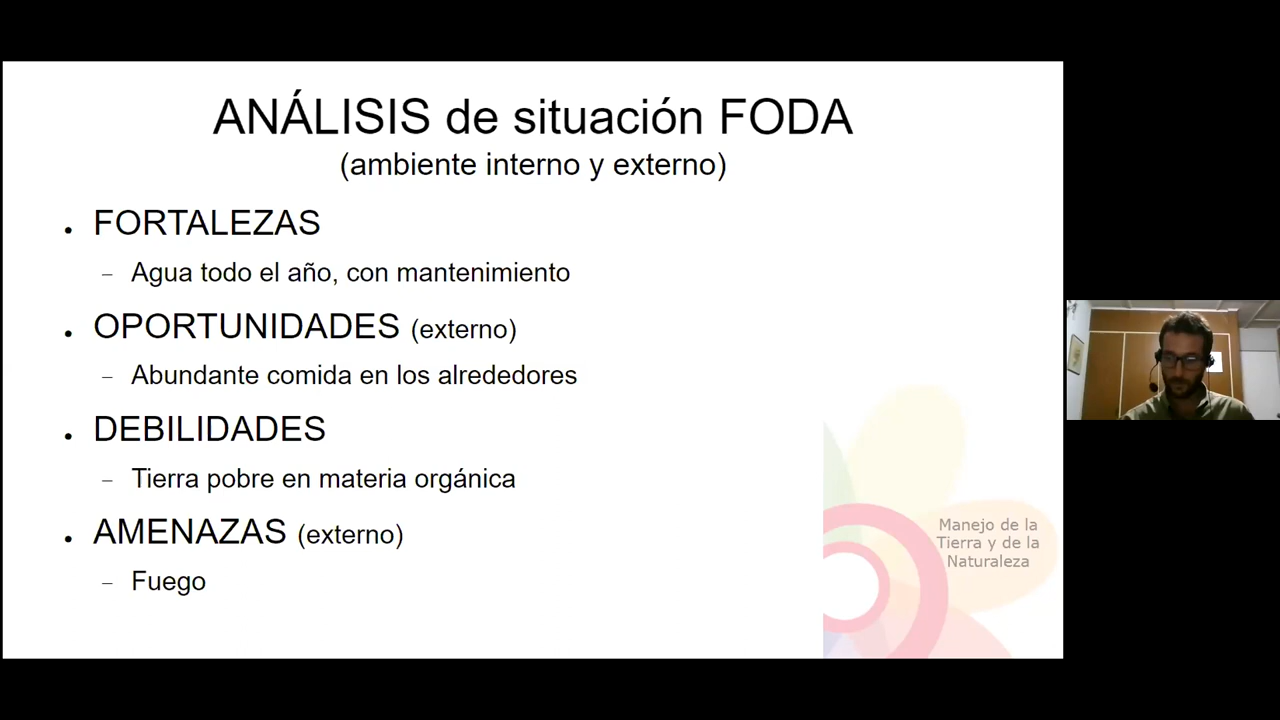 ANÁLISIS de situación FODA
(ambiente interno y externo)
● FORTALEZAS
– Agua todo el año, con mantenimiento
● OPORTUNIDADES (externo)
– Abundante comida en los alrededores
● DEBILIDADES
– Tierra pobre en materia orgánica
● AMENAZAS (externo)
– Fuego
Manejo de la
Tierra y de la
Naturaleza